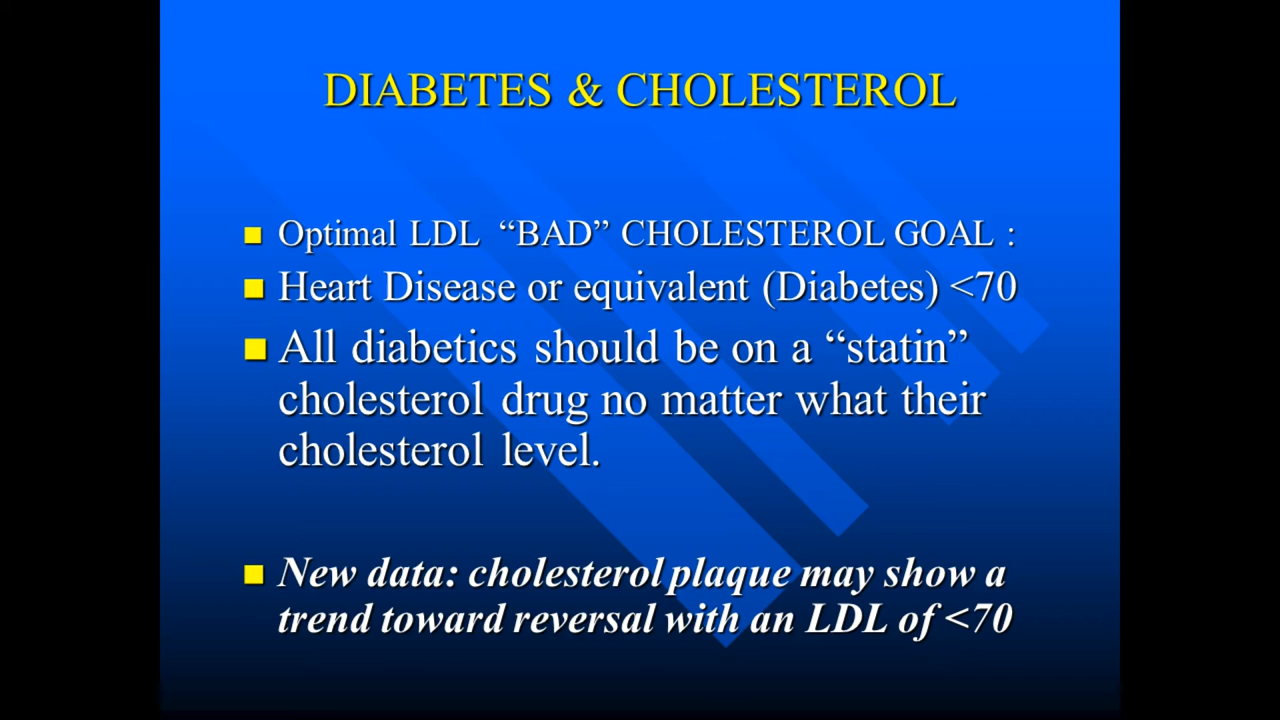 DIABETES & CHOLESTEROL
Optimal LDL “BAD” CHOLESTEROL GOAL :
Heart Disease or equivalent (Diabetes) <70
All diabetics should be on a “statin”
cholesterol drug no matter what their
cholesterol level.
New data: cholesterol plaque may show a
trend toward reversal with an LDL of <70